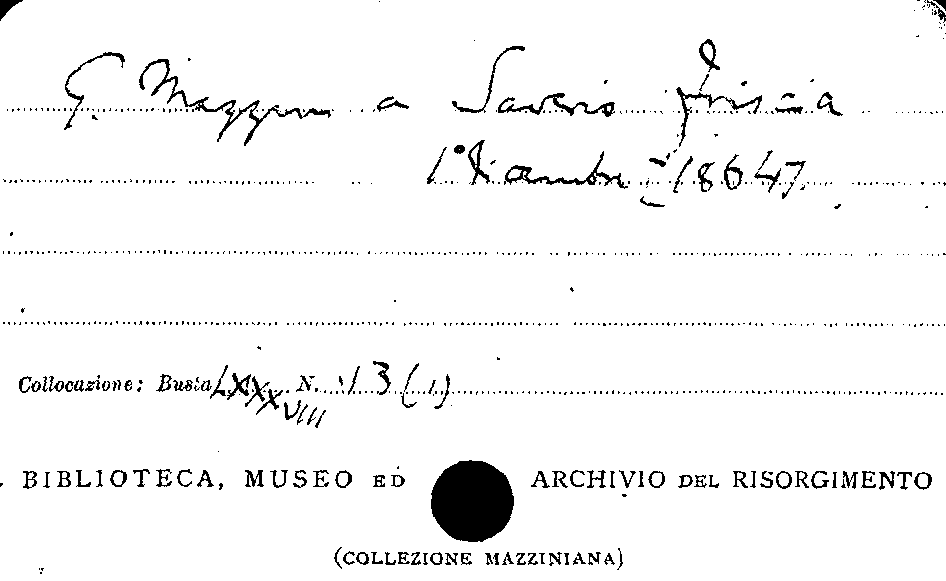 G. Mazzini a Saverio Friscia
1° dicembre [1864].
Collocazione: Busta LXXXVIII N. 13 (1)
BIBLIOTECA, MUSEO ED ARCHIVIO DEL RISORGIMENTO
(COLLEZIONE MAZZINIANA)